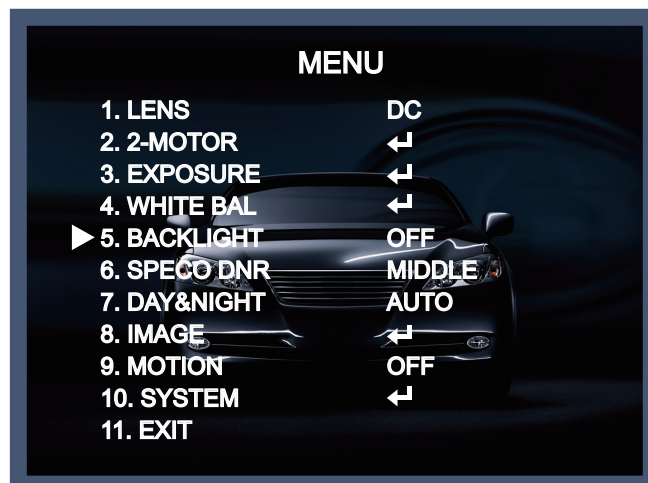 MENU
1. LENS DC
2. 2-MOTOR ↵
3. EXPOSURE ↵
4. WHITE BAL ↵
▶ 5. BACKLIGHT OFF
6. SPECO DNR MIDDLE
7. DAY&NIGHT AUTO
8. IMAGE ↵
9. MOTION OFF
10. SYSTEM ↵
11. EXIT